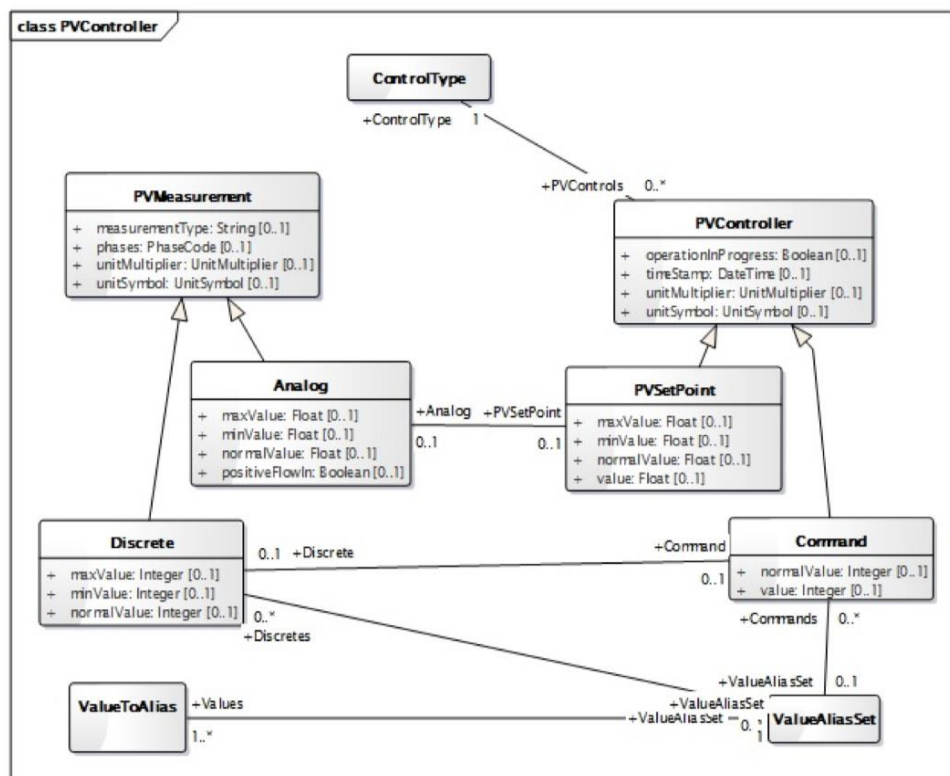 class PVController
ControlType
+ControlType 1
+PVControls 0..*
PVMeasurement
+ measurementType: String [0..1]
+ phases: PhaseCode [0..1]
+ unitMultiplier: UnitMultiplier [0..1]
+ unitSymbol: UnitSymbol [0..1]
PVController
+ operationInProgress: Boolean [0..1]
+ timeStamp: DateTime [0..1]
+ unitMultiplier: UnitMultiplier [0..1]
+ unitSymbol: UnitSymbol [0..1]
Analog
+ maxValue: Float [0..1]
+ minValue: Float [0..1]
+ normalValue: Float [0..1]
+ positiveFlowIn: Boolean [0..1]
+Analog +PVSetPoint
0..1 0..1
PVSetPoint
+ maxValue: Float [0..1]
+ minValue: Float [0..1]
+ normalValue: Float [0..1]
+ value: Float [0..1]
Discrete
+ maxValue: Integer [0..1]
+ minValue: Integer [0..1]
+ normalValue: Integer [0..1]
0..1 +Discrete
+Command
0..1
Command
+ normalValue: Integer [0..1]
+ value: Integer [0..1]
0..*
+Discretes
+Commands 0..*
+ValueAliasSet 0..1
+ValueAliasSet
ValueToAlias
+Values
1..*
+ValueAliasSet
1
ValueAliasSet